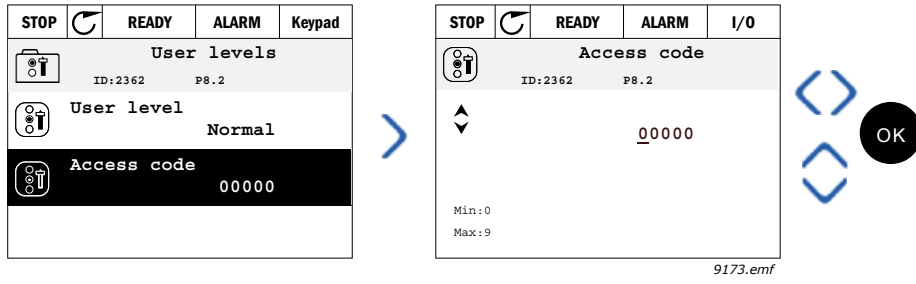 STOP READY ALARM Keypad
User levels
ID:2362 P8.2
User level
Normal
Access code
00000
STOP READY ALARM I/O
Access code
ID:2362 P8.2
00000
Min:0
Max:9
OK
9173.emf